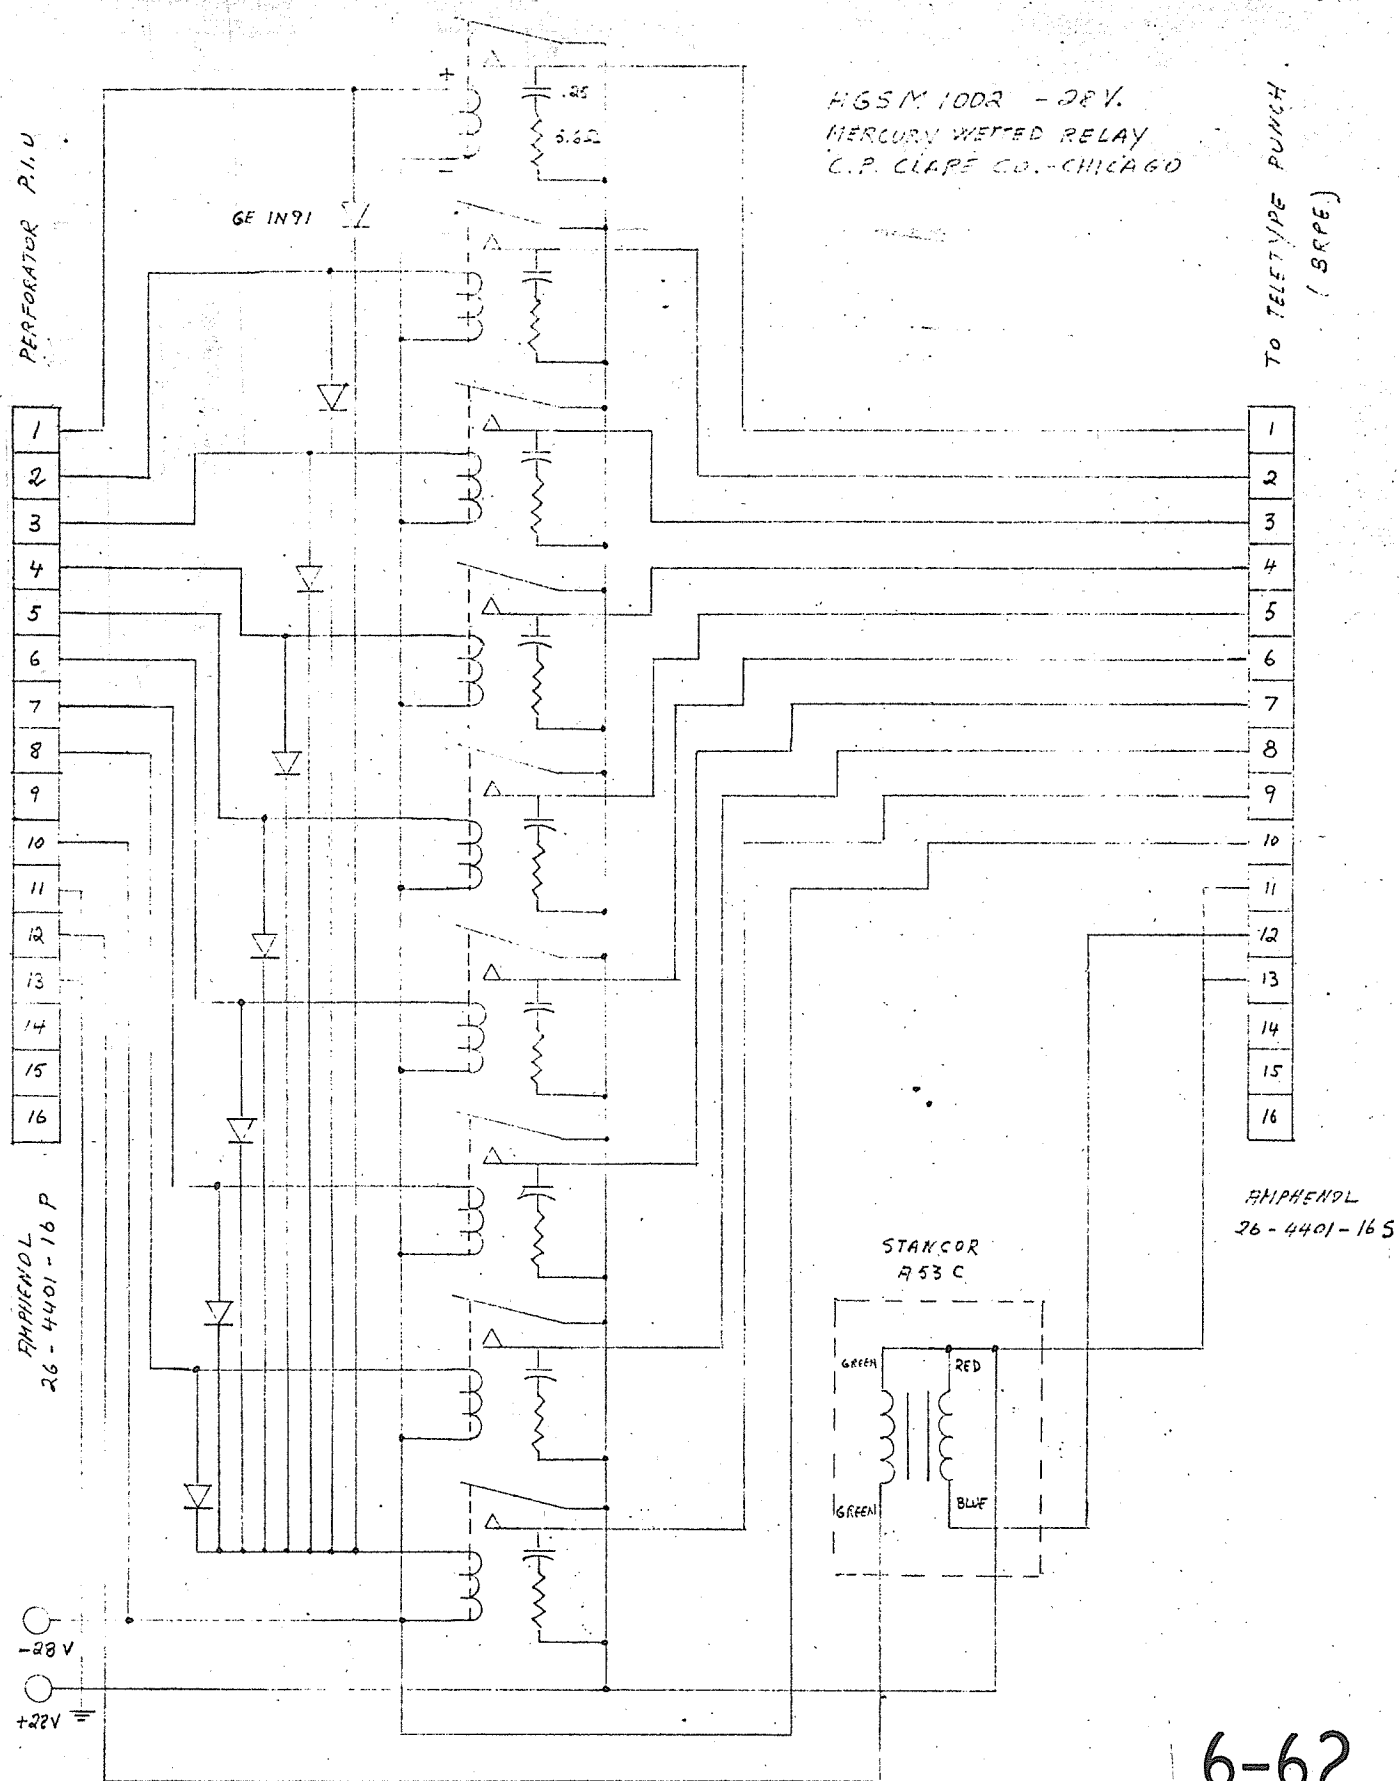 HGSM 1002 -28V.
MERCURY WETTED RELAY
C.P. CLARE CO.-CHICAGO
PERFORATOR P.I.U
TO TELETYPE PUNCH.
(BRPE)
+
.25
5.6Ω
-
GE IN91
1
2
3
4
5
6
7
8
9
10
11
12
13
14
15
16
1
2
3
4
5
6
7
8
9
10
11
12
13
14
15
16
AMPHENOL
26-4401-16P
AMPHENOL
26-4401-16S
STANCOR
A53C
GREEN
RED
GREEN
BLUE
-28V
+28V
6-62